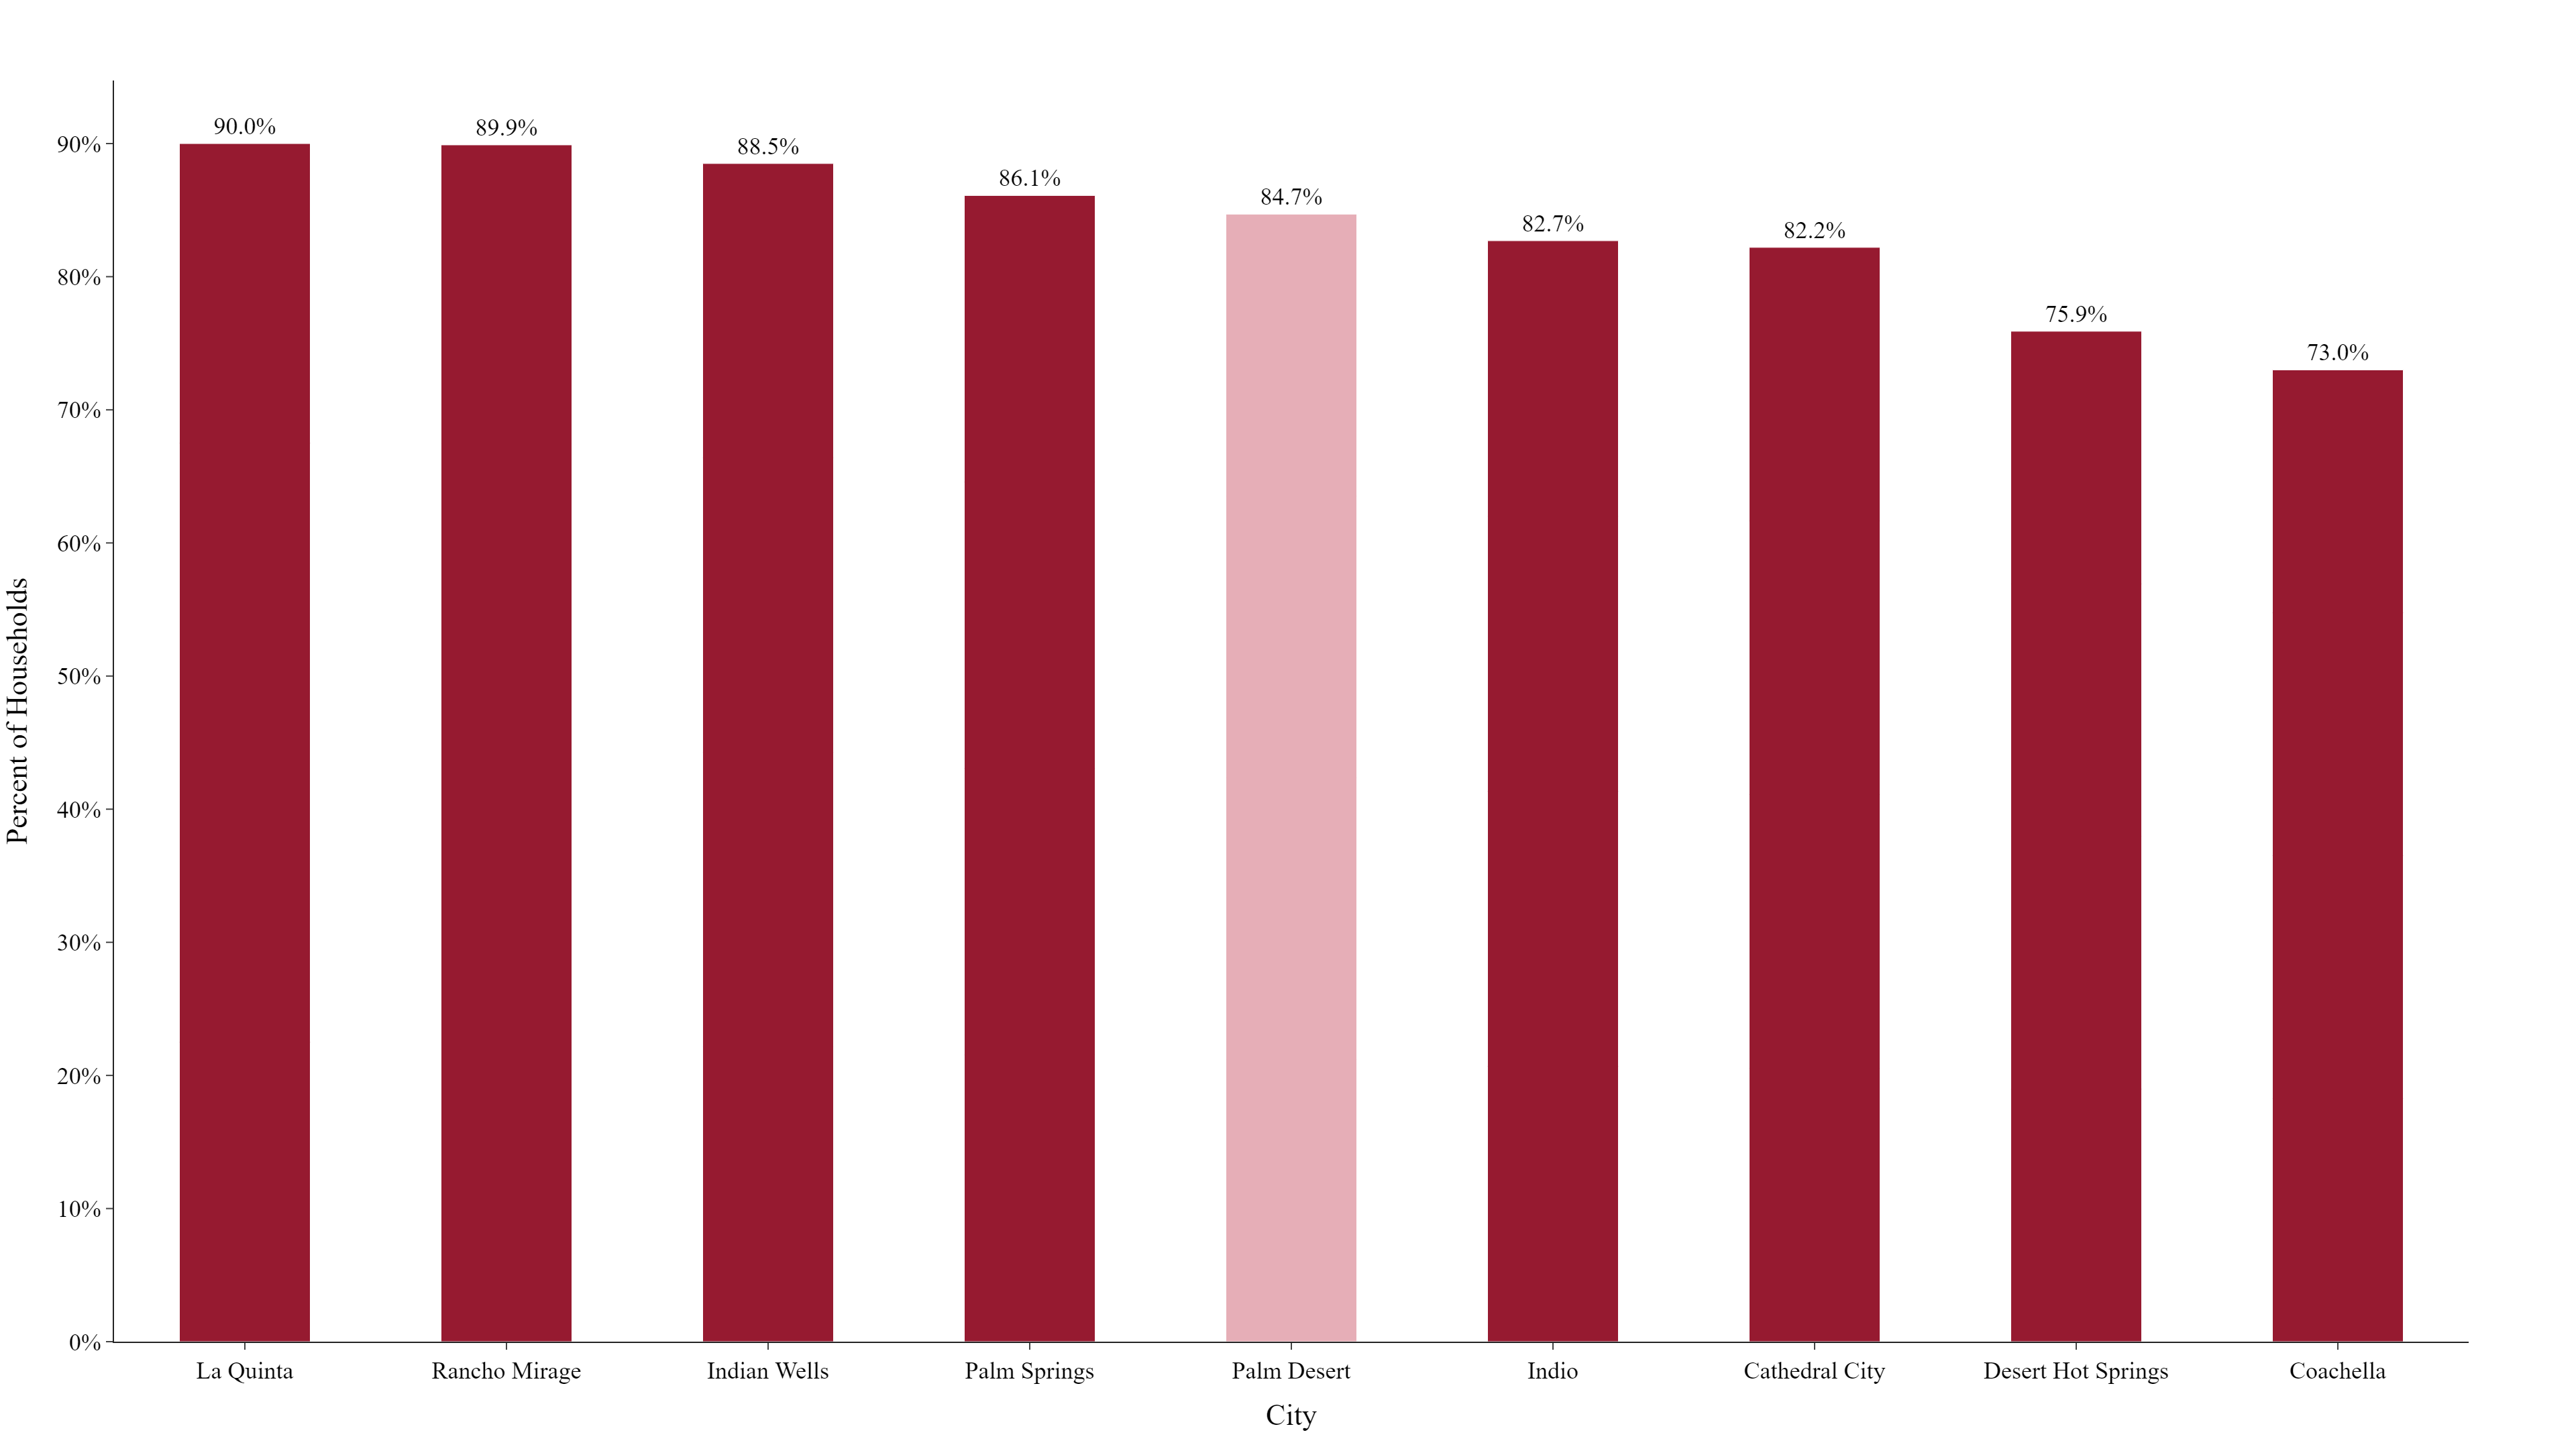 90.0%
89.9%
88.5%
86.1%
84.7%
82.7%
82.2%
75.9%
73.0%
90%
80%
70%
60%
50%
40%
30%
20%
10%
0%
Percent of Households
La Quinta
Rancho Mirage
Indian Wells
Palm Springs
Palm Desert
Indio
Cathedral City
Desert Hot Springs
Coachella
City